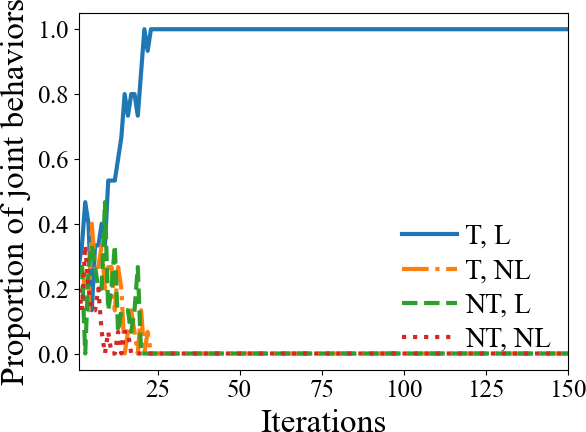 Proportion of joint behaviors
1.0
0.8
0.6
0.4
0.2
0.0
T, L
T, NL
NT, L
NT, NL
25 50 75 100 125 150
Iterations